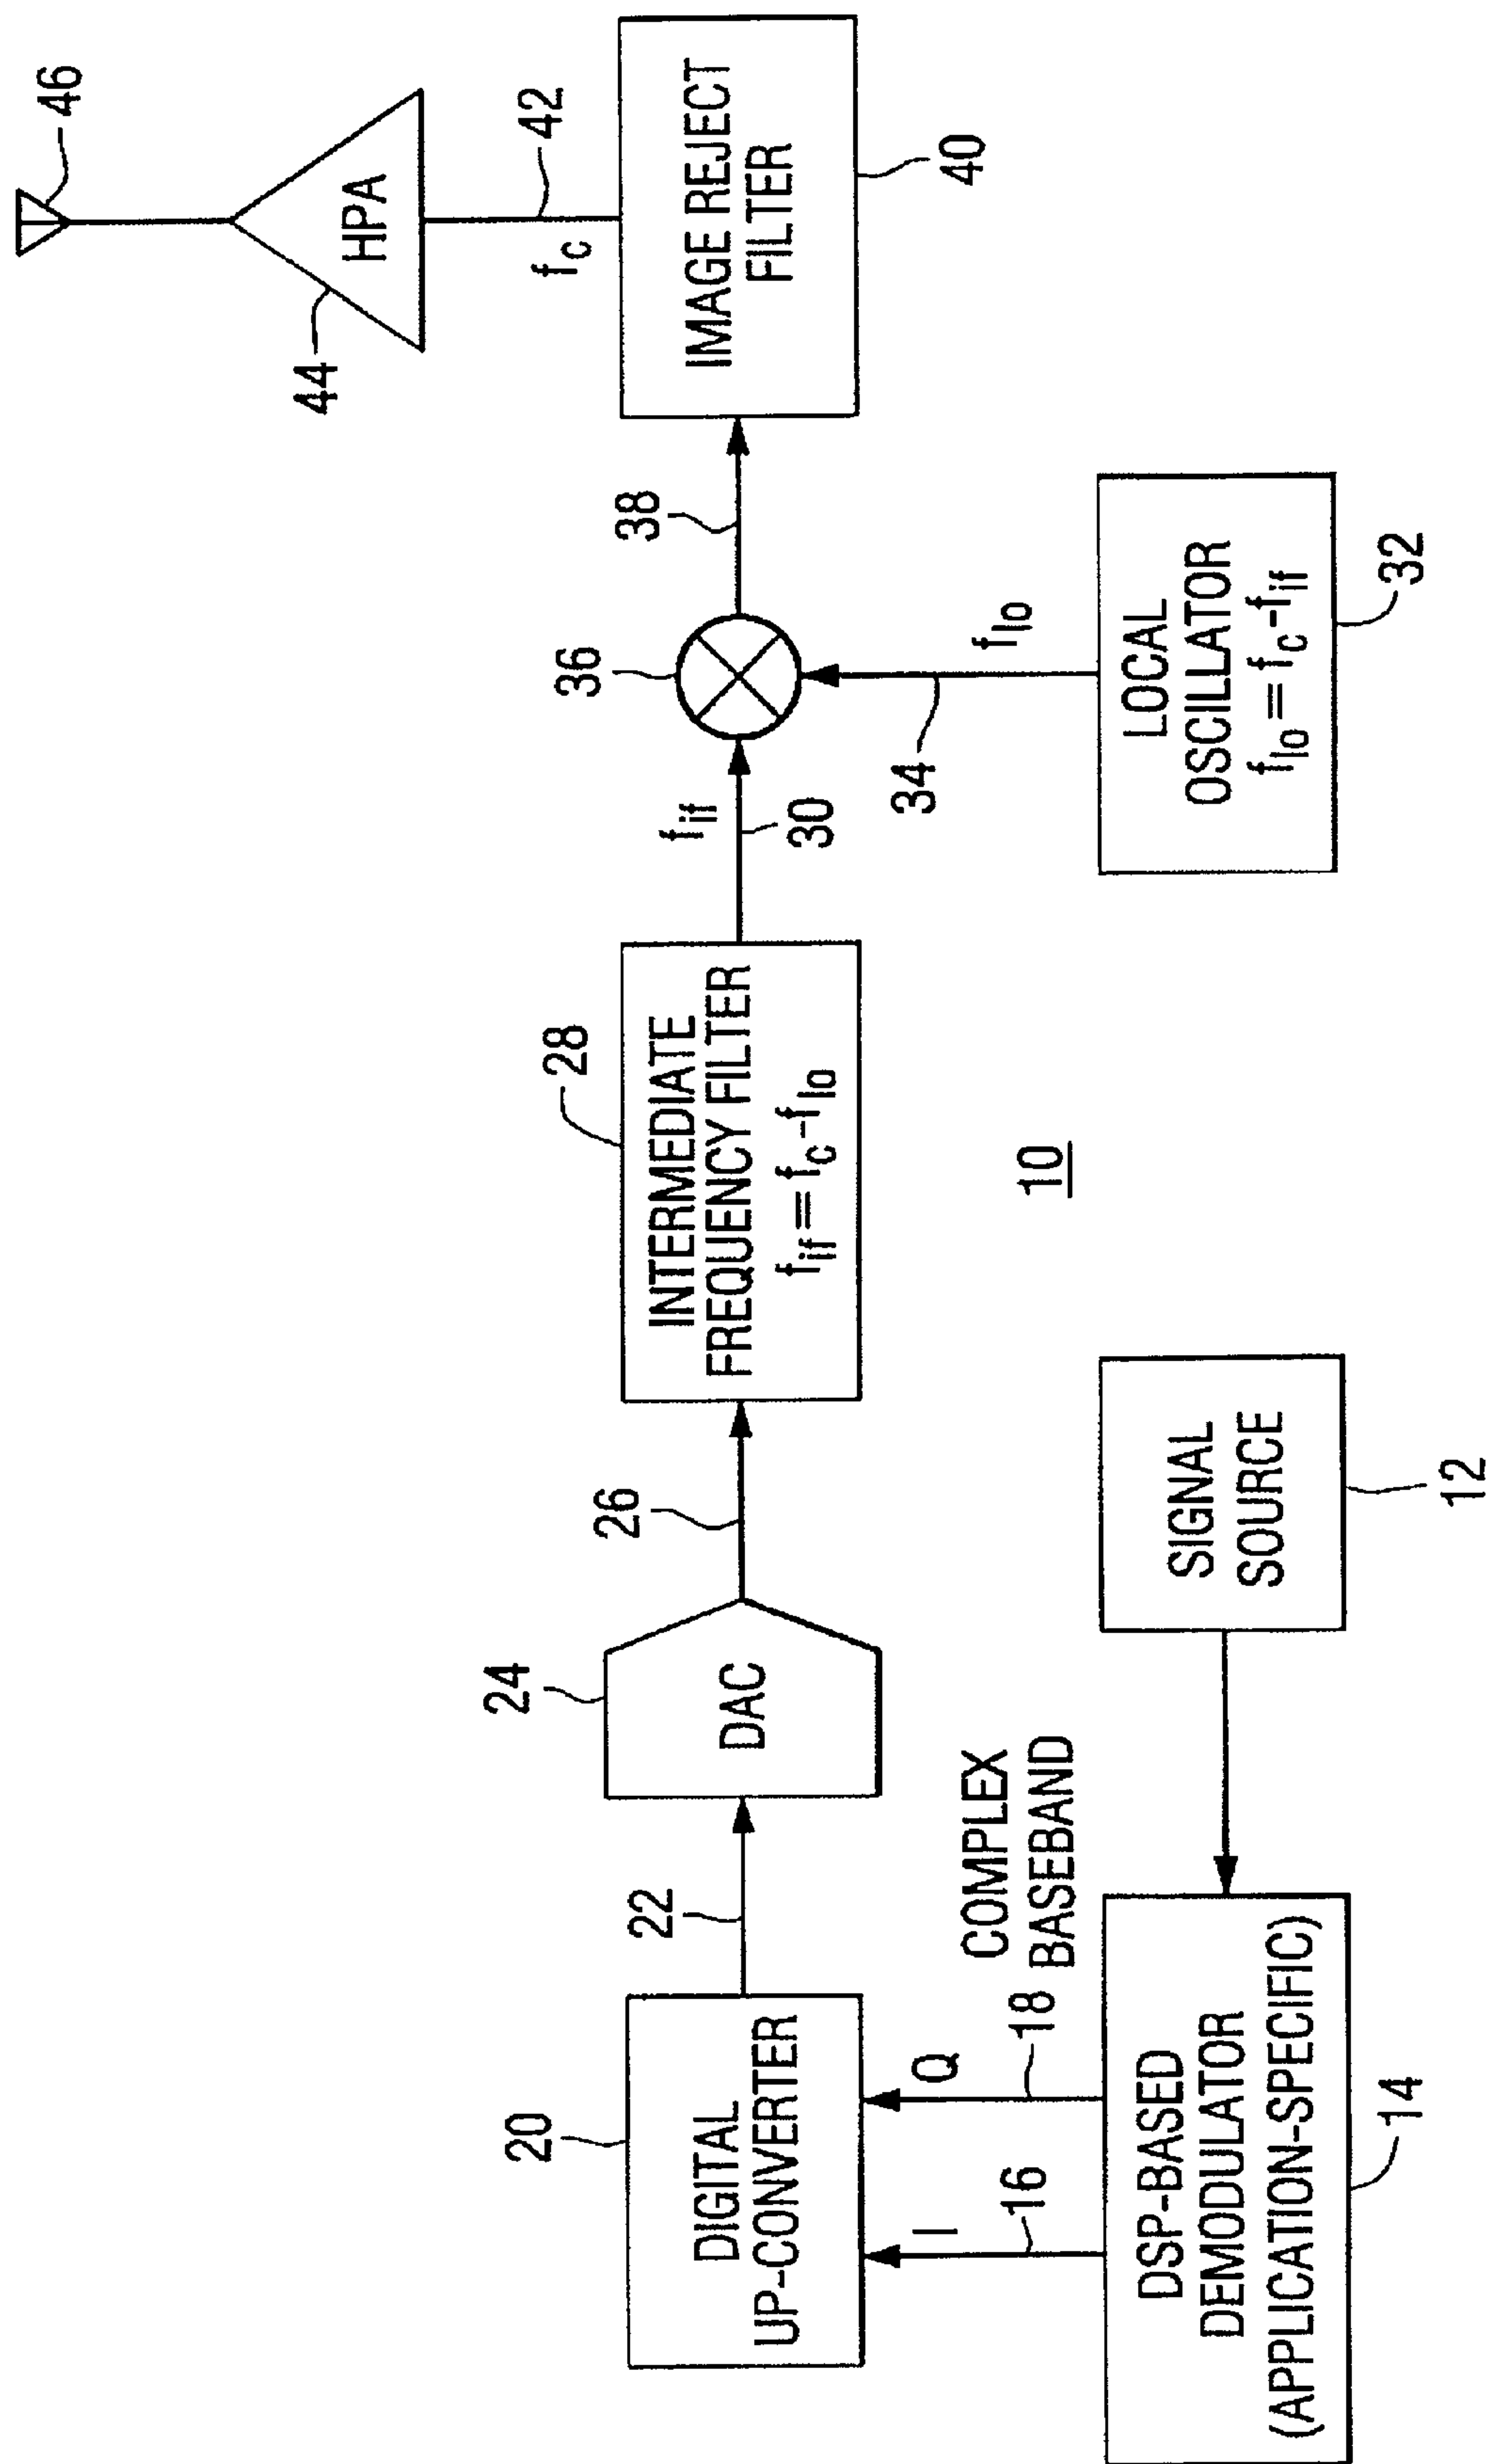 46
44
HPA
42
f_c
IMAGE REJECT
FILTER
40
38
36
f_if
30
34
f_lo
LOCAL
OSCILLATOR
f_lo = f_c - f_if
32
28
INTERMEDIATE
FREQUENCY FILTER
f_if = f_c - f_lo
26
24
DAC
22
20
DIGITAL
UP-CONVERTER
I
16
Q
18
COMPLEX
BASEBAND
DSP-BASED
DEMODULATOR
(APPLICATION-SPECIFIC)
14
SIGNAL
SOURCE
12
10